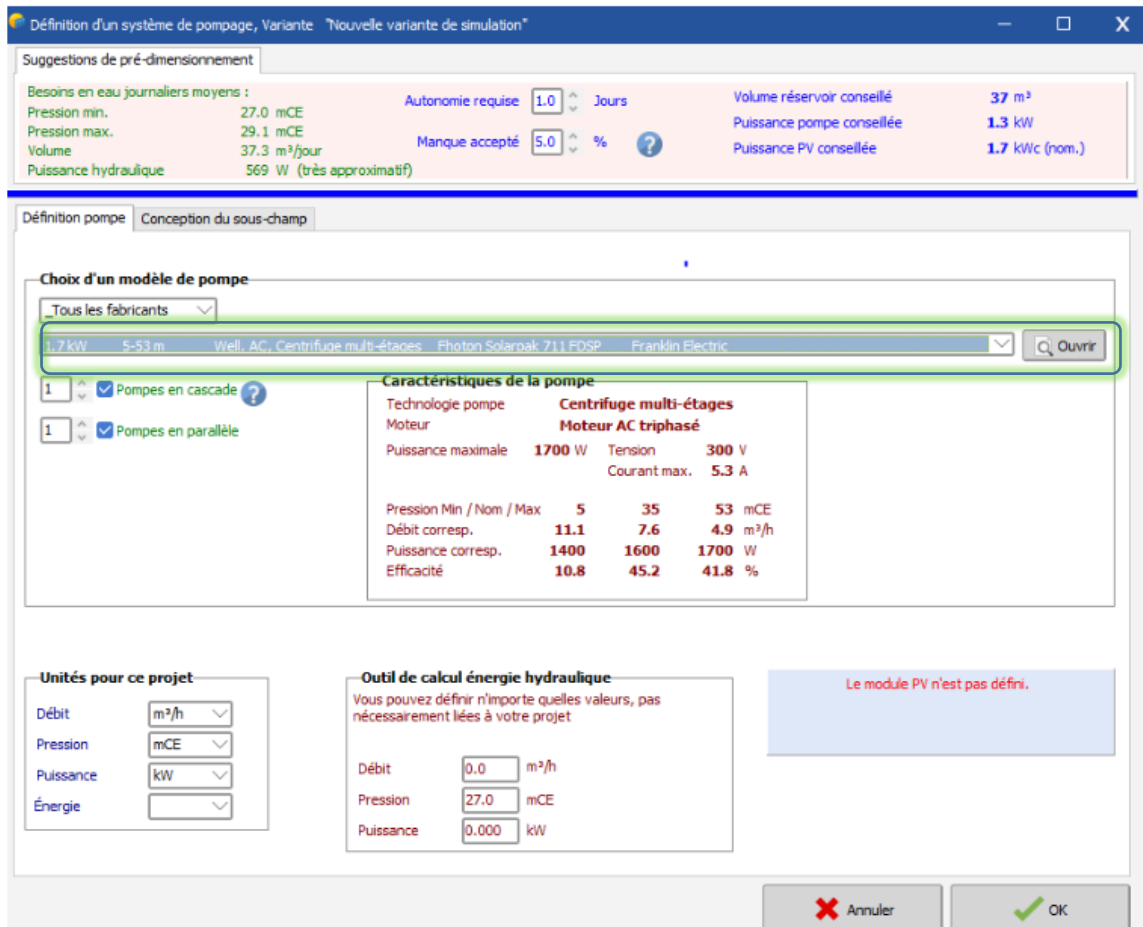 Définition d'un système de pompage, Variante "Nouvelle variante de simulation"
Suggestions de pré-dimensionnement
Besoins en eau journaliers moyens :
Pression min. 27.0 mCE
Pression max. 29.1 mCE
Volume 37.3 m³/jour
Puissance hydraulique 569 W (très approximatif)
Autonomie requise 1.0 Jours
Manque accepté 5.0 % ?
Volume réservoir conseillé 37 m³
Puissance pompe conseillée 1.3 kW
Puissance PV conseillée 1.7 kWc (nom.)
Définition pompe Conception du sous-champ
Choix d'un modèle de pompe
_Tous les fabricants
1.7 kW 5-53 m Well. AC, Centrifuge multi-étages Fhoton Solarpak 711 FDSP Franklin Electric Ouvrir
1 Pompes en cascade ?
1 Pompes en parallèle
Caractéristiques de la pompe
Technologie pompe Centrifuge multi-étages
Moteur Moteur AC triphasé
Puissance maximale 1700 W Tension 300 V
Courant max. 5.3 A
Pression Min / Nom / Max 5 35 53 mCE
Débit corresp. 11.1 7.6 4.9 m³/h
Puissance corresp. 1400 1600 1700 W
Efficacité 10.8 45.2 41.8 %
Unités pour ce projet
Débit m³/h
Pression mCE
Puissance kW
Énergie
Outil de calcul énergie hydraulique
Vous pouvez définir n'importe quelles valeurs, pas
nécessairement liées à votre projet
Débit 0.0 m³/h
Pression 27.0 mCE
Puissance 0.000 kW
Le module PV n'est pas défini.
Annuler OK